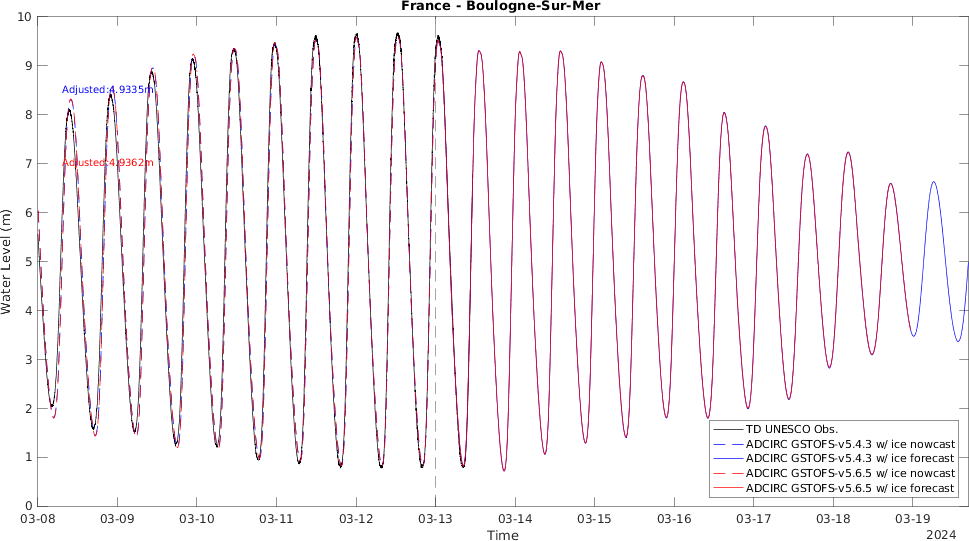 France - Boulogne-Sur-Mer
10
9
8
7
6
5
4
3
2
1
0
Water Level (m)
Adjusted:4.9335m
Adjusted:4.9362m
TD UNESCO Obs.
ADCIRC GSTOFS-v5.4.3 w/ ice nowcast
ADCIRC GSTOFS-v5.4.3 w/ ice forecast
ADCIRC GSTOFS-v5.6.5 w/ ice nowcast
ADCIRC GSTOFS-v5.6.5 w/ ice forecast
03-08 03-09 03-10 03-11 03-12 03-13 03-14 03-15 03-16 03-17 03-18 03-19
Time
2024